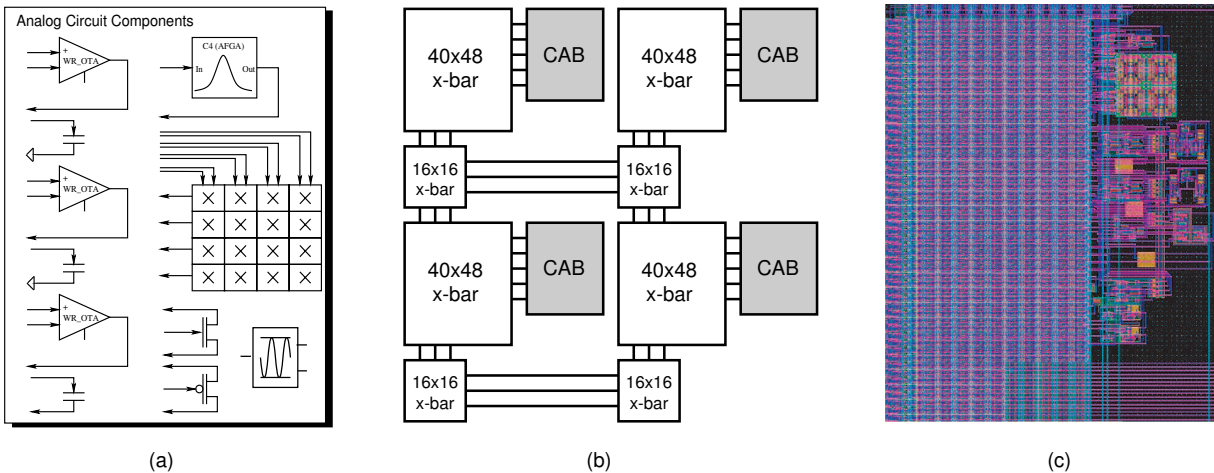 Analog Circuit Components
+
WR_OTA
C4 (AFGA)
In
Out
+
WR_OTA
+
WR_OTA
(a)
40x48
x-bar
CAB
40x48
x-bar
CAB
16x16
x-bar
16x16
x-bar
40x48
x-bar
CAB
40x48
x-bar
CAB
16x16
x-bar
16x16
x-bar
(b)
(c)